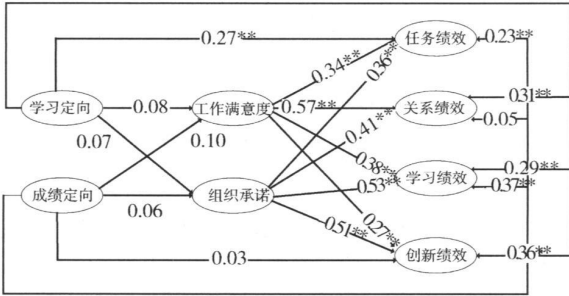 任务绩效
0.27**
0.23**
0.34**
0.36**
学习定向
0.08
工作满意度
0.57**
关系绩效
0.31**
0.07
0.10
0.41**
0.05
0.38**
学习绩效
0.29**
成绩定向
组织承诺
0.53**
0.37**
0.06
0.27**
0.51**
0.03
创新绩效
0.36**